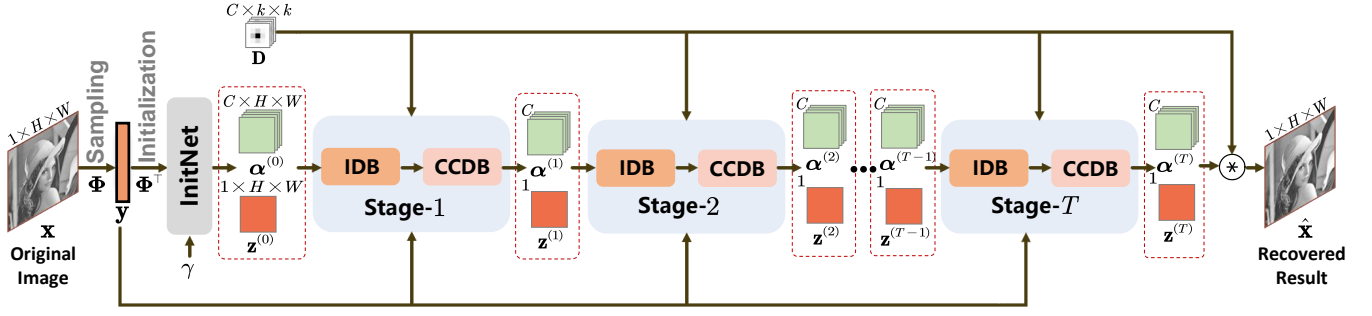 C × k × k
D
1 × H × W
Sampling
Φ
x
Original
Image
y
Initialization
Φ⊤
InitNet
γ
C × H × W
α(0)
1 × H × W
z(0)
IDB
CCDB
Stage-1
C
α(1)
1
z(1)
IDB
CCDB
Stage-2
C
α(2)
1
z(2)
•••
C
α(T−1)
1
z(T−1)
IDB
CCDB
Stage-T
C
α(T)
1
z(T)
*
1 × H × W
x̂
Recovered
Result